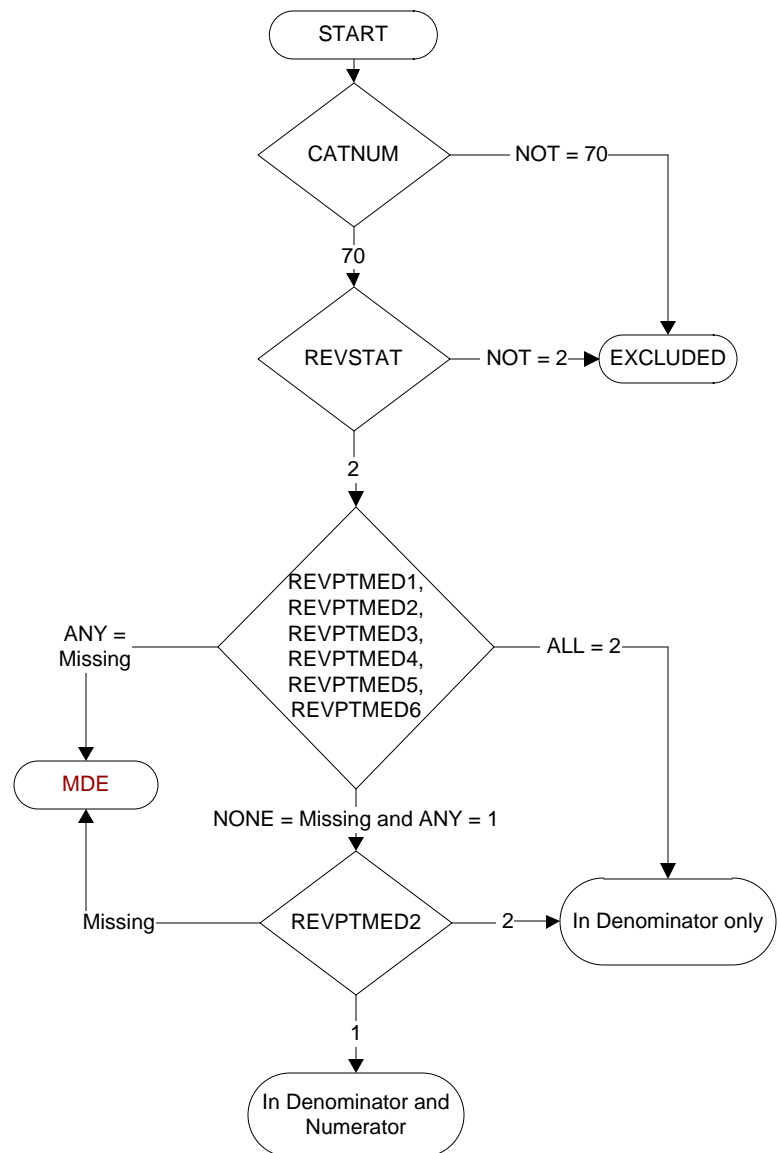 START
CATNUM
NOT = 70
70
REVSTAT
NOT = 2
EXCLUDED
2
REVPTMED1,
REVPTMED2,
REVPTMED3,
REVPTMED4,
REVPTMED5,
REVPTMED6
ANY =
Missing
ALL = 2
MDE
NONE = Missing and ANY = 1
Missing
REVPTMED2
2
In Denominator only
1
In Denominator and
Numerator